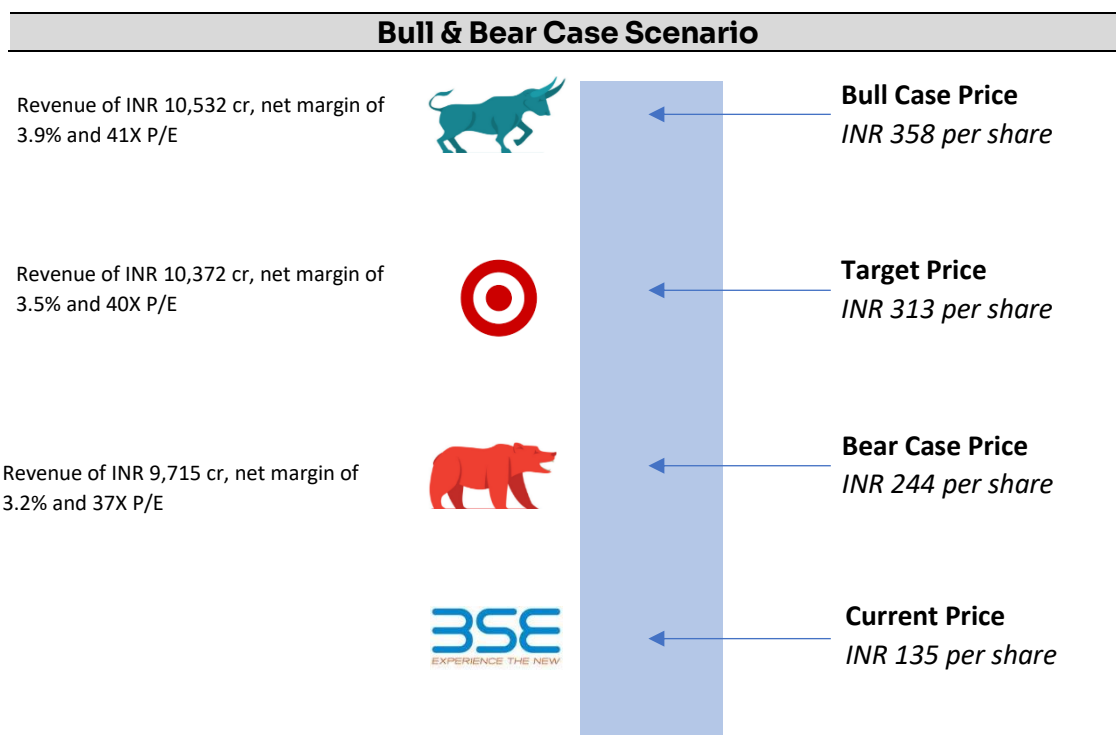 Bull & Bear Case Scenario
Revenue of INR 10,532 cr, net margin of
3.9% and 41X P/E
Bull Case Price
INR 358 per share
Revenue of INR 10,372 cr, net margin of
3.5% and 40X P/E
Target Price
INR 313 per share
Revenue of INR 9,715 cr, net margin of
3.2% and 37X P/E
Bear Case Price
INR 244 per share
BSE
EXPERIENCE THE NEW
Current Price
INR 135 per share